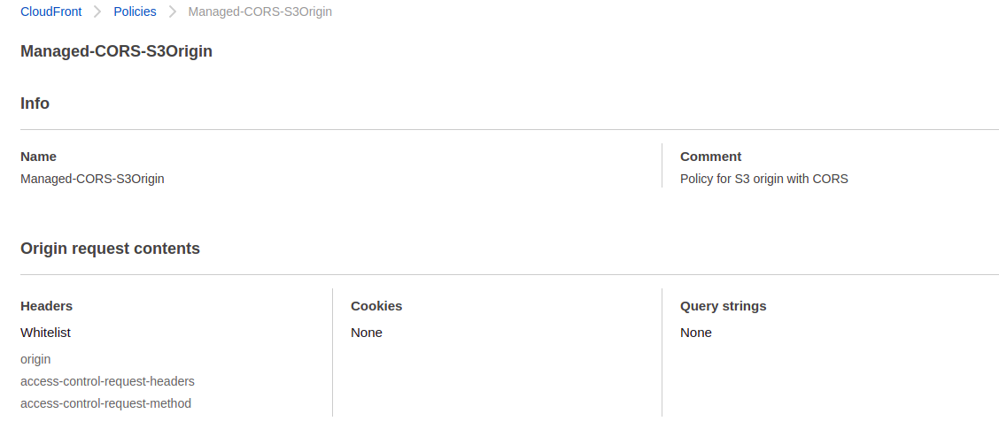 CloudFront > Policies > Managed-CORS-S3Origin
Managed-CORS-S3Origin
Info
Name
Managed-CORS-S3Origin
Comment
Policy for S3 origin with CORS
Origin request contents
Headers
Whitelist
origin
access-control-request-headers
access-control-request-method
Cookies
None
Query strings
None